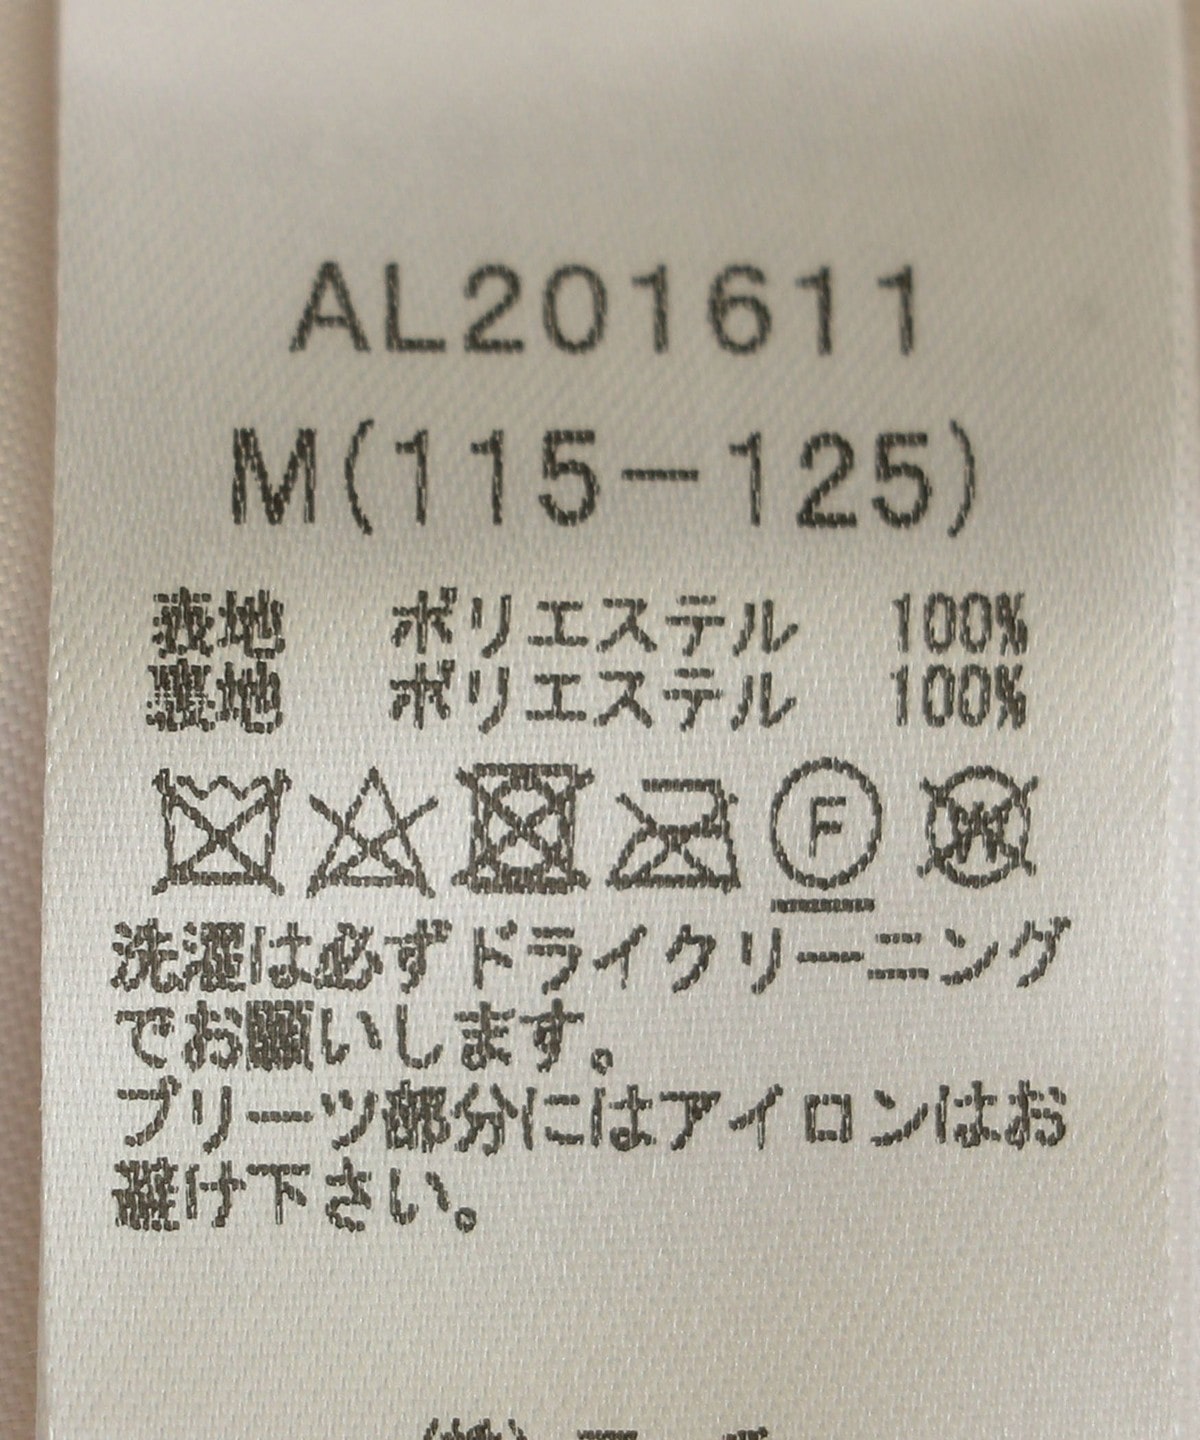 AL201611
M(115-125)
表地 ポリエステル 100%
裏地 ポリエステル 100%
F
W
洗濯は必ずドライクリーニング
でお願いします。
プリーツ部分にはアイロンはお
避け下さい。